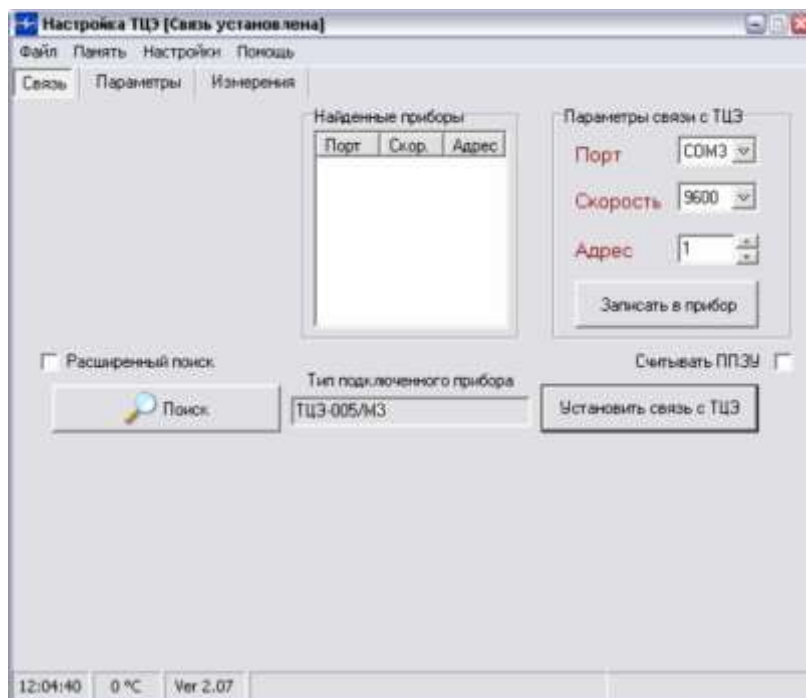 Настройка ТЦЭ [Связь установлена]
Файл Память Настройки Помощь
Связь Параметры Измерения
Найденные приборы
Порт Скор. Адрес
Параметры связи с ТЦЭ
Порт COM3
Скорость 9600
Адрес 1
Записать в прибор
Расширенный поиск
Считывать ППЗУ
Поиск
Тип подключенного прибора
ТЦЭ-005/М3
Установить связь с ТЦЭ
12:04:40 0 °C Ver 2.07